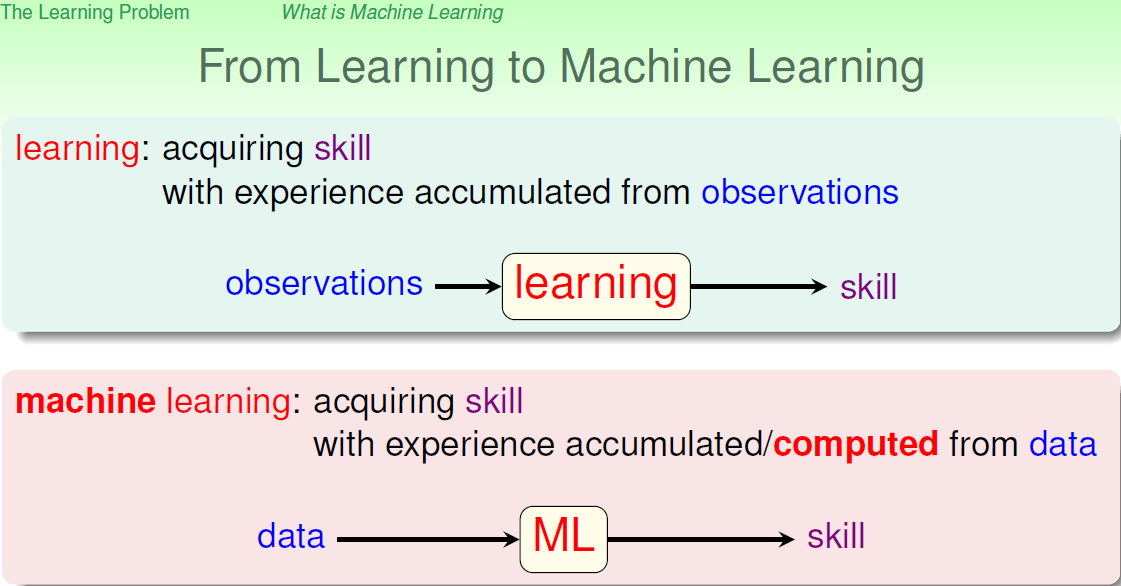 The Learning Problem What is Machine Learning
From Learning to Machine Learning
learning: acquiring skill
with experience accumulated from observations
observations learning skill
machine learning: acquiring skill
with experience accumulated/computed from data
data ML skill